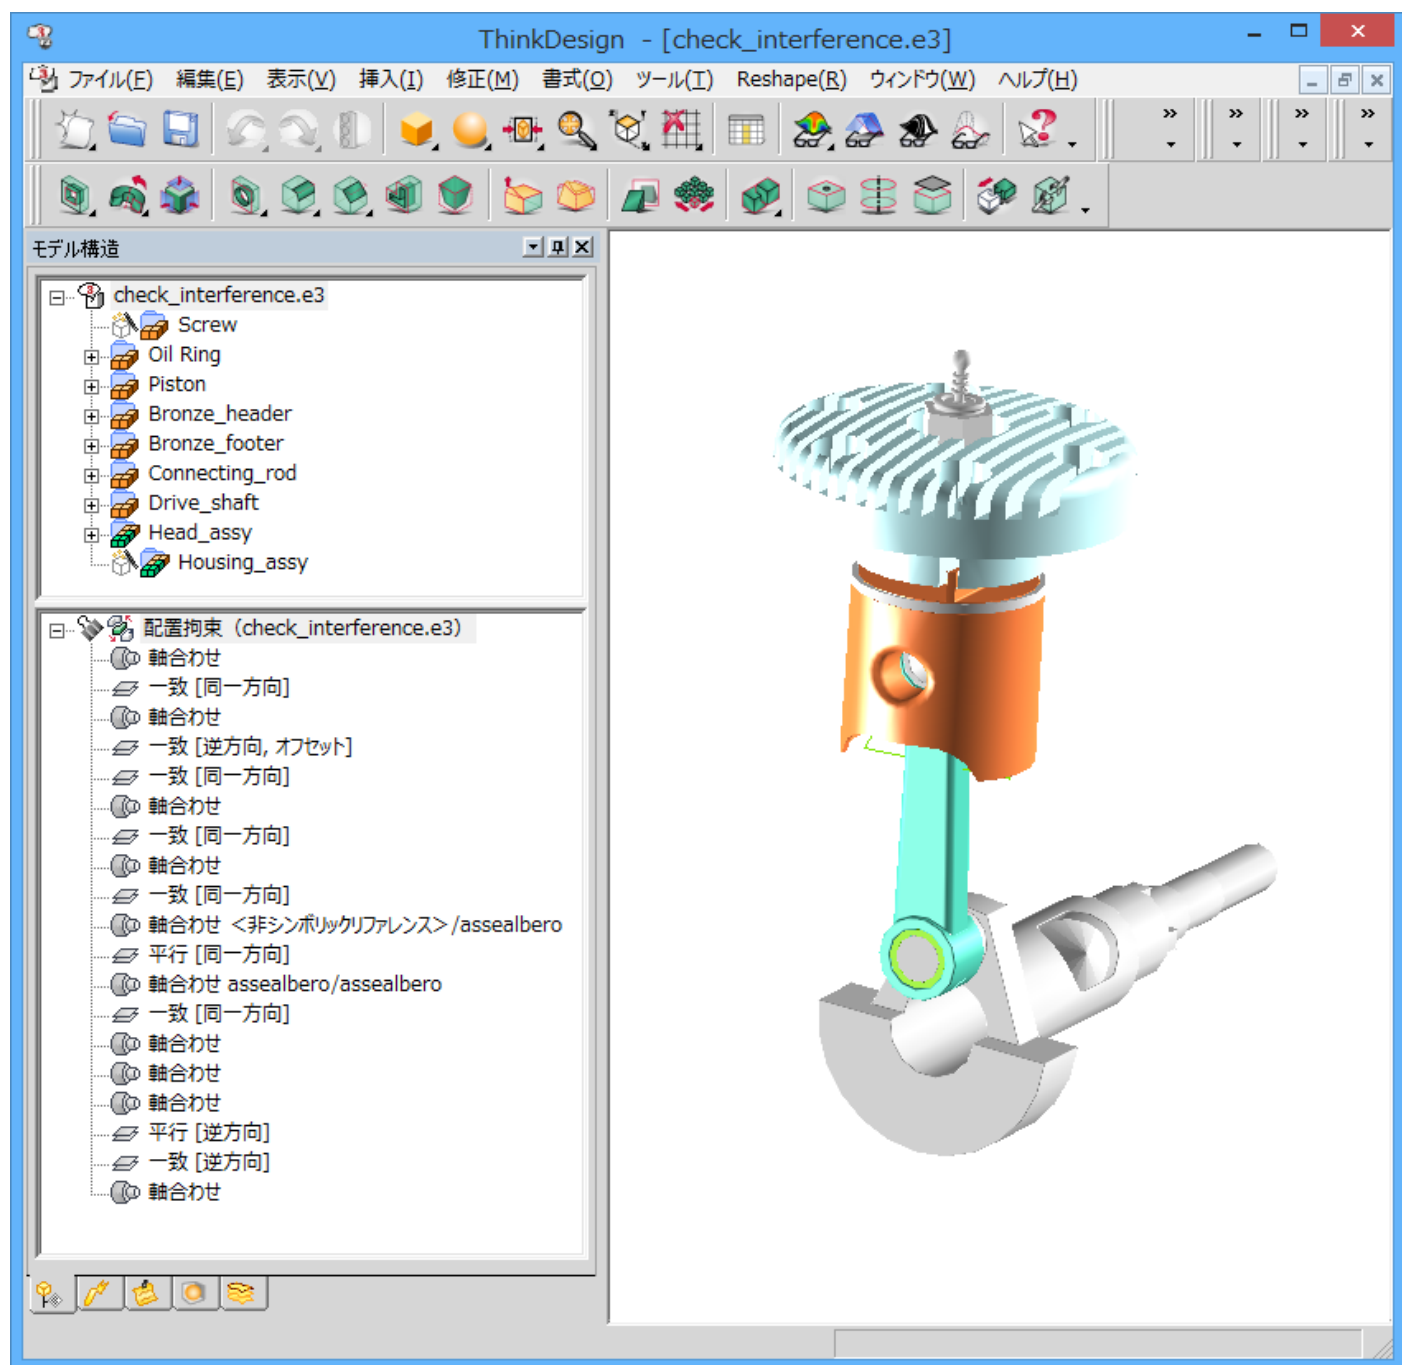 ThinkDesign - [check_interference.e3]
ファイル(F) 編集(E) 表示(V) 挿入(I) 修正(M) 書式(O) ツール(T) Reshape(R) ウィンドウ(W) ヘルプ(H)
モデル構造
check_interference.e3
Screw
Oil Ring
Piston
Bronze_header
Bronze_footer
Connecting_rod
Drive_shaft
Head_assy
Housing_assy
配置拘束 (check_interference.e3)
軸合わせ
一致 [同一方向]
軸合わせ
一致 [逆方向, オフセット]
一致 [同一方向]
軸合わせ
一致 [同一方向]
軸合わせ
一致 [同一方向]
軸合わせ <非シンボリックリファレンス>/assealbero
平行 [同一方向]
軸合わせ assealbero/assealbero
一致 [同一方向]
軸合わせ
軸合わせ
軸合わせ
平行 [逆方向]
一致 [逆方向]
軸合わせ